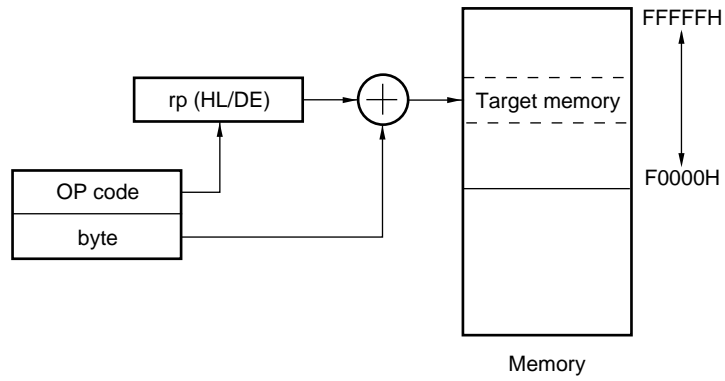 FFFFFH
rp (HL/DE)
Target memory
OP code
F0000H
byte
Memory